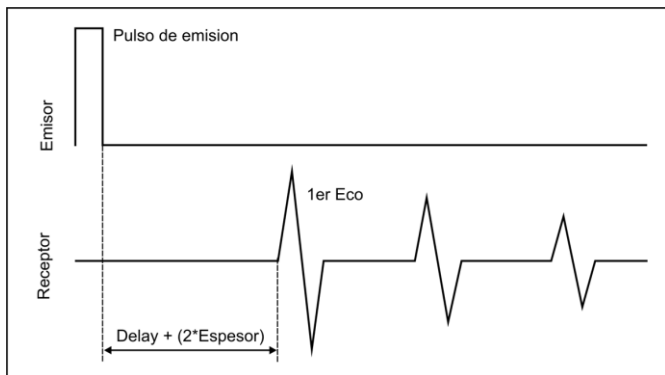 Pulso de emision
Emisor
1er Eco
Receptor
Delay + (2*Espesor)